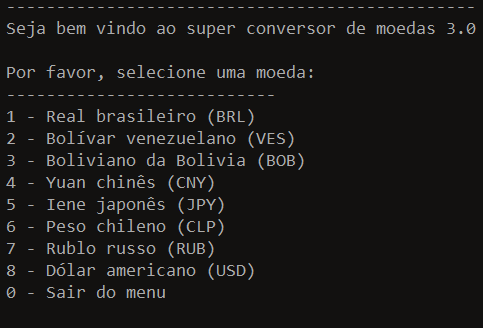 -----------------------------------------------
Seja bem vindo ao super conversor de moedas 3.0
Por favor, selecione uma moeda:
---------------------------
1 - Real brasileiro (BRL)
2 - Bolívar venezuelano (VES)
3 - Boliviano da Bolivia (BOB)
4 - Yuan chinês (CNY)
5 - Iene japonês (JPY)
6 - Peso chileno (CLP)
7 - Rublo russo (RUB)
8 - Dólar americano (USD)
0 - Sair do menu